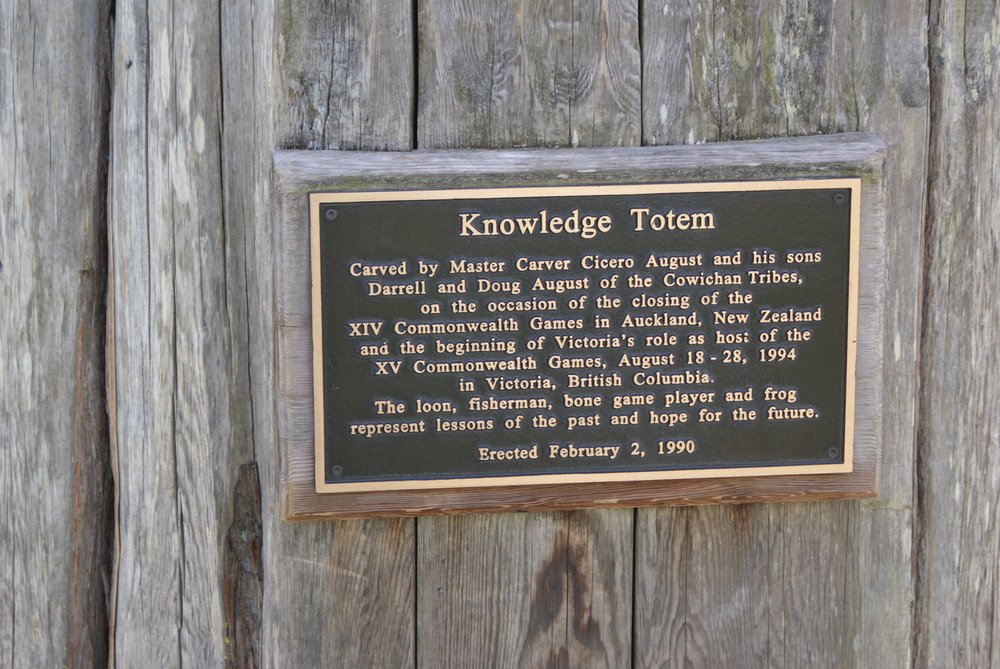 Knowledge Totem
Carved by Master Carver Cicero August and his sons
Darrell and Doug August of the Cowichan Tribes,
on the occasion of the closing of the
XIV Commonwealth Games in Auckland, New Zealand
and the beginning of Victoria's role as host of the
XV Commonwealth Games, August 18 - 28, 1994
in Victoria, British Columbia.
The loon, fisherman, bone game player and frog
represent lessons of the past and hope for the future.
Erected February 2, 1990